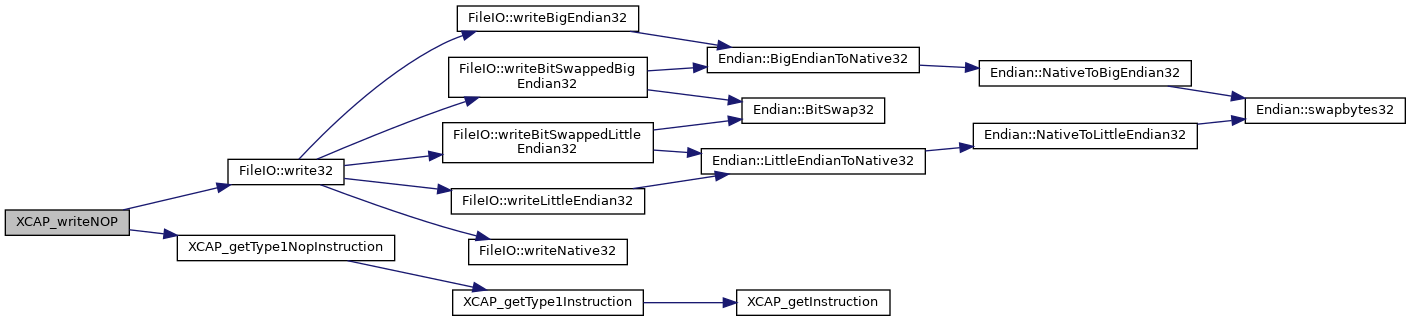 XCAP_writeNOP
FileIO::write32
XCAP_getType1NopInstruction
FileIO::writeBigEndian32
FileIO::writeBitSwappedBig
Endian32
FileIO::writeBitSwappedLittle
Endian32
FileIO::writeLittleEndian32
FileIO::writeNative32
XCAP_getType1Instruction
Endian::BigEndianToNative32
Endian::BitSwap32
Endian::LittleEndianToNative32
XCAP_getInstruction
Endian::NativeToBigEndian32
Endian::NativeToLittleEndian32
Endian::swapbytes32